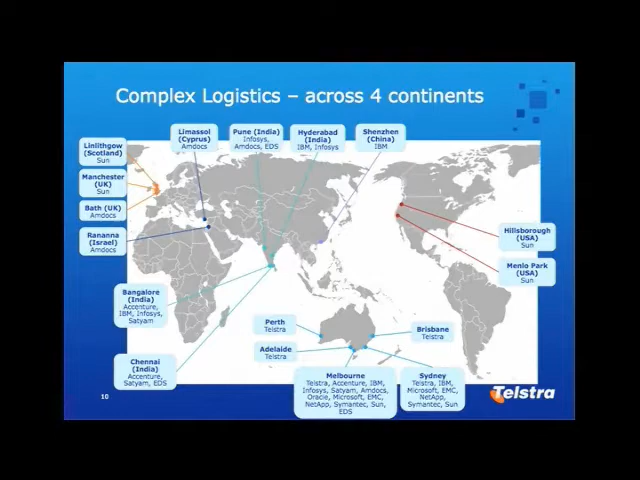 Complex Logistics – across 4 continents
Linlithgow
(Scotland)
Sun
Manchester
(UK)
Sun
Bath (UK)
Amdocs
Rananna
(Israel)
Amdocs
Limassol
(Cyprus)
Amdocs
Pune (India)
Infosys,
Amdocs, EDS
Hyderabad
(India)
IBM, Infosys
Shenzhen
(China)
IBM
Hillsborough
(USA)
Sun
Menlo Park
(USA)
Sun
Bangalore
(India)
Accenture,
IBM, Infosys,
Satyam
Chennai
(India)
Accenture,
Satyam, EDS
Perth
Telstra
Adelaide
Telstra
Brisbane
Telstra
Melbourne
Telstra, Accenture, IBM,
Infosys, Satyam, Amdocs,
Oracle, Microsoft, EMC,
NetApp, Symantec, Sun,
EDS
Sydney
Telstra, IBM,
Microsoft, EMC,
NetApp,
Symantec, Sun
10
Telstra